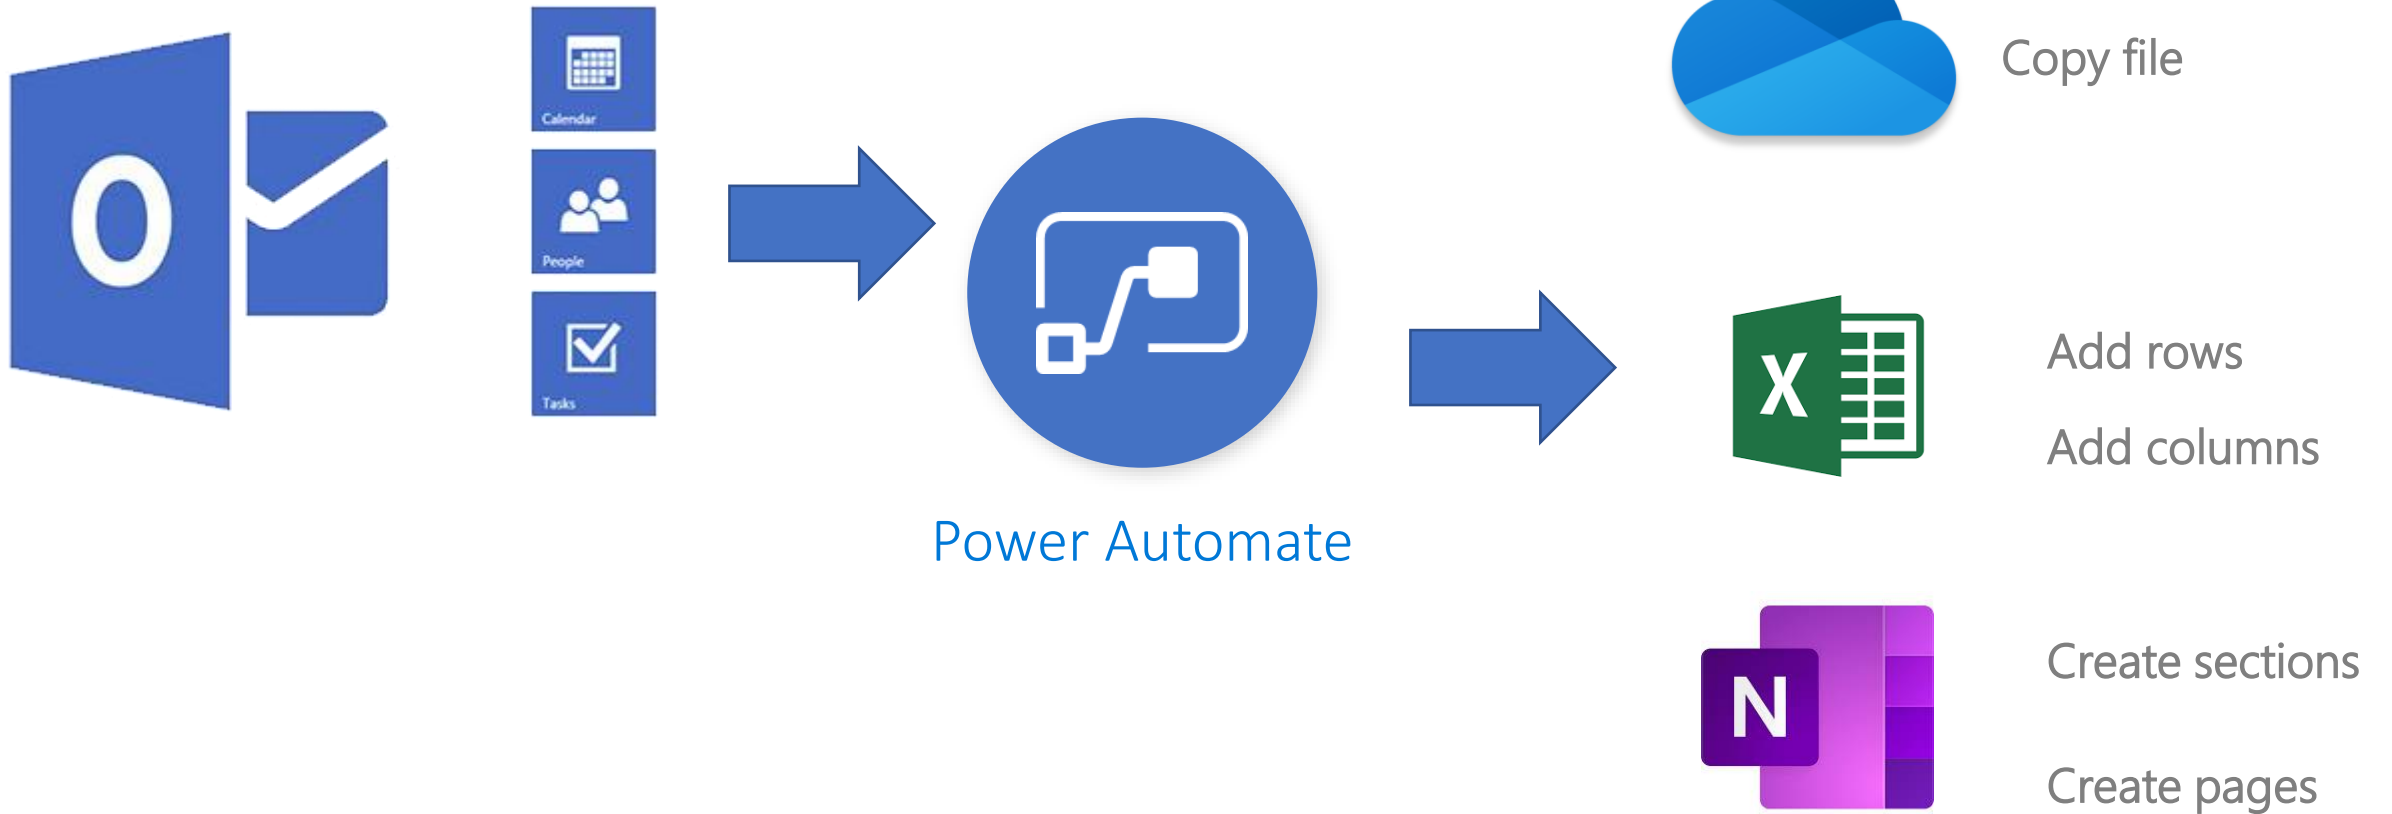 O
Calendar
People
Tasks
Power Automate
Copy file
X
Add rows
Add columns
N
Create sections
Create pages